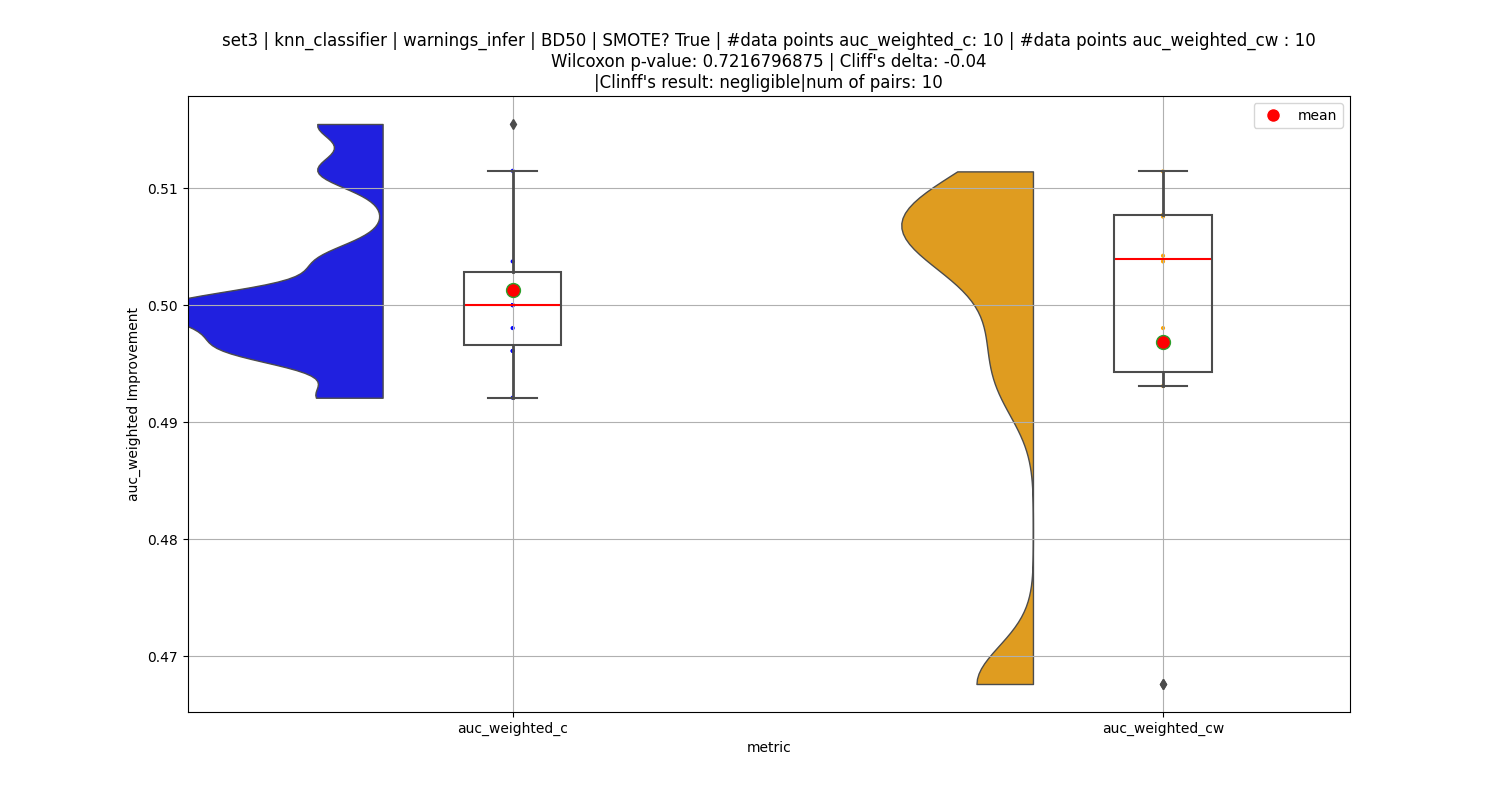 set3 | knn_classifier | warnings_infer | BD50 | SMOTE? True | #data points auc_weighted_c: 10 | #data points auc_weighted_cw : 10
Wilcoxon p-value: 0.7216796875 | Cliff's delta: -0.04
|Clinff's result: negligible|num of pairs: 10
mean
0.51
0.50
0.49
0.48
0.47
auc_weighted Improvement
auc_weighted_c
auc_weighted_cw
metric